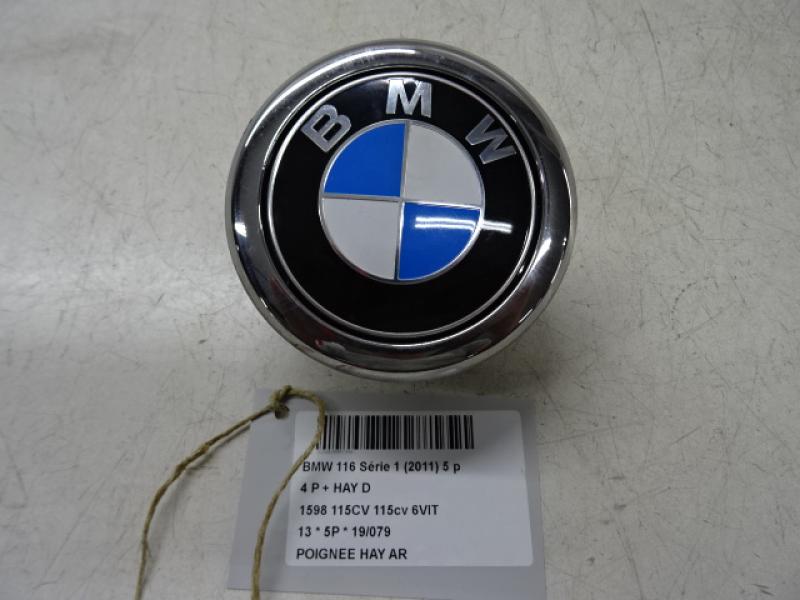 BMW
BMW 116 Série 1 (2011) 5 p
4 P + HAY D
1598 115CV 115cv 6VIT
13 * 5P * 19/079
POIGNEE HAY AR